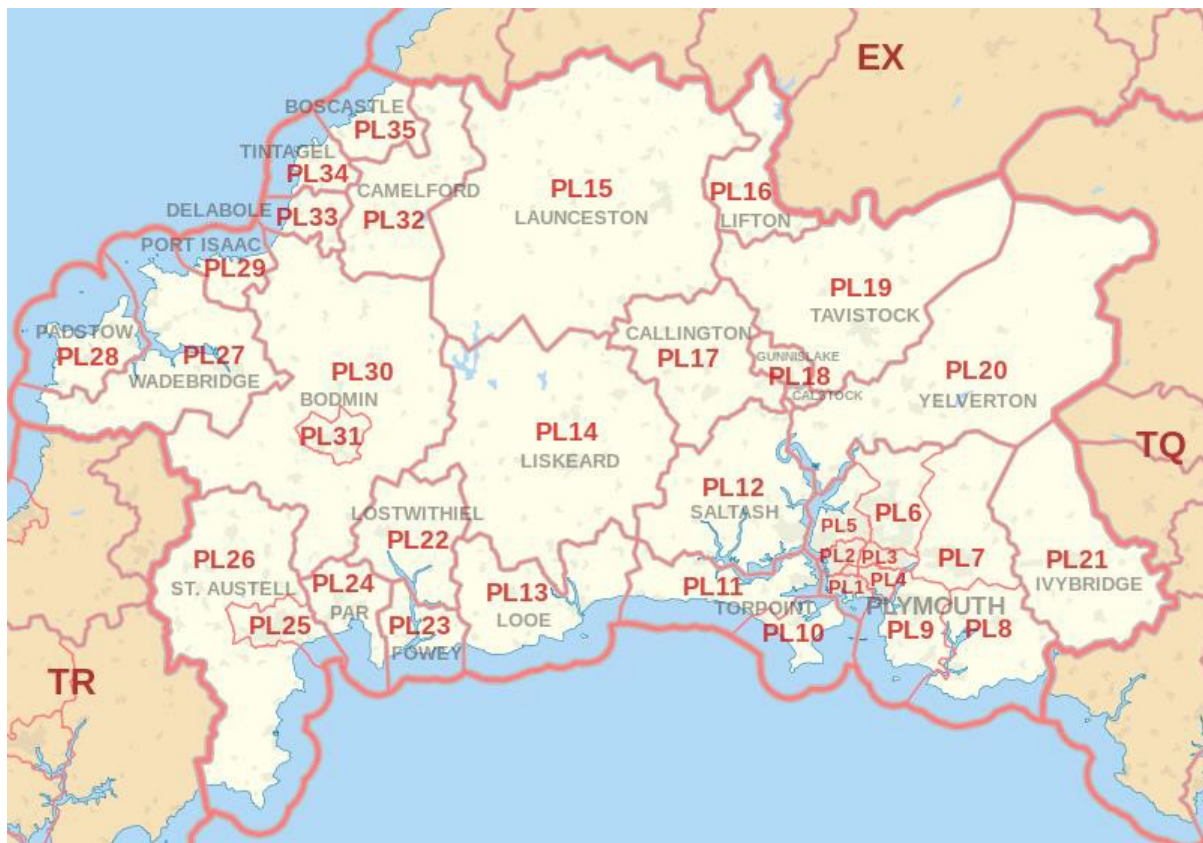 EX
BOSCASTLE
PL35
TINTAGEL
PL34
CAMELFORD
PL32
PL15
LAUNCESTON
PL16
LIFTON
DELABOLE
PL33
PORT ISAAC
PL29
PL19
TAVISTOCK
PADSTOW
PL28
PL27
WADEBRIDGE
PL30
BODMIN
PL31
CALLINGTON
PL17
GUNNISLAKE
PL18
CALSTOCK
PL20
YELVERTON
PL14
LISKEARD
TQ
PL12
SALTASH
LOSTWITHIEL
PL22
PL5
PL6
PL2
PL3
PL7
PL21
IVYBRIDGE
PL26
ST. AUSTELL
PL25
PL24
PAR
PL23
FOWEY
PL13
LOOE
PL11
TORPOINT
PL10
PL1
PL4
PLYMOUTH
PL9
PL8
TR